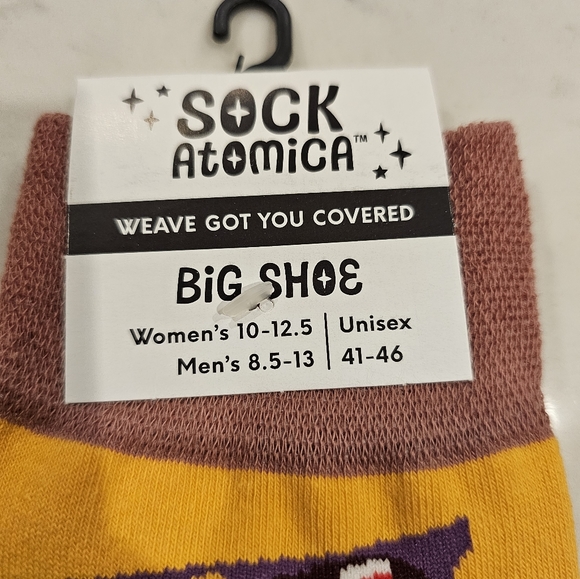 SOCK
ATOMICA™
WEAVE GOT YOU COVERED
BiG SHOE
Women's 10-12.5 | Unisex
Men's 8.5-13 | 41-46